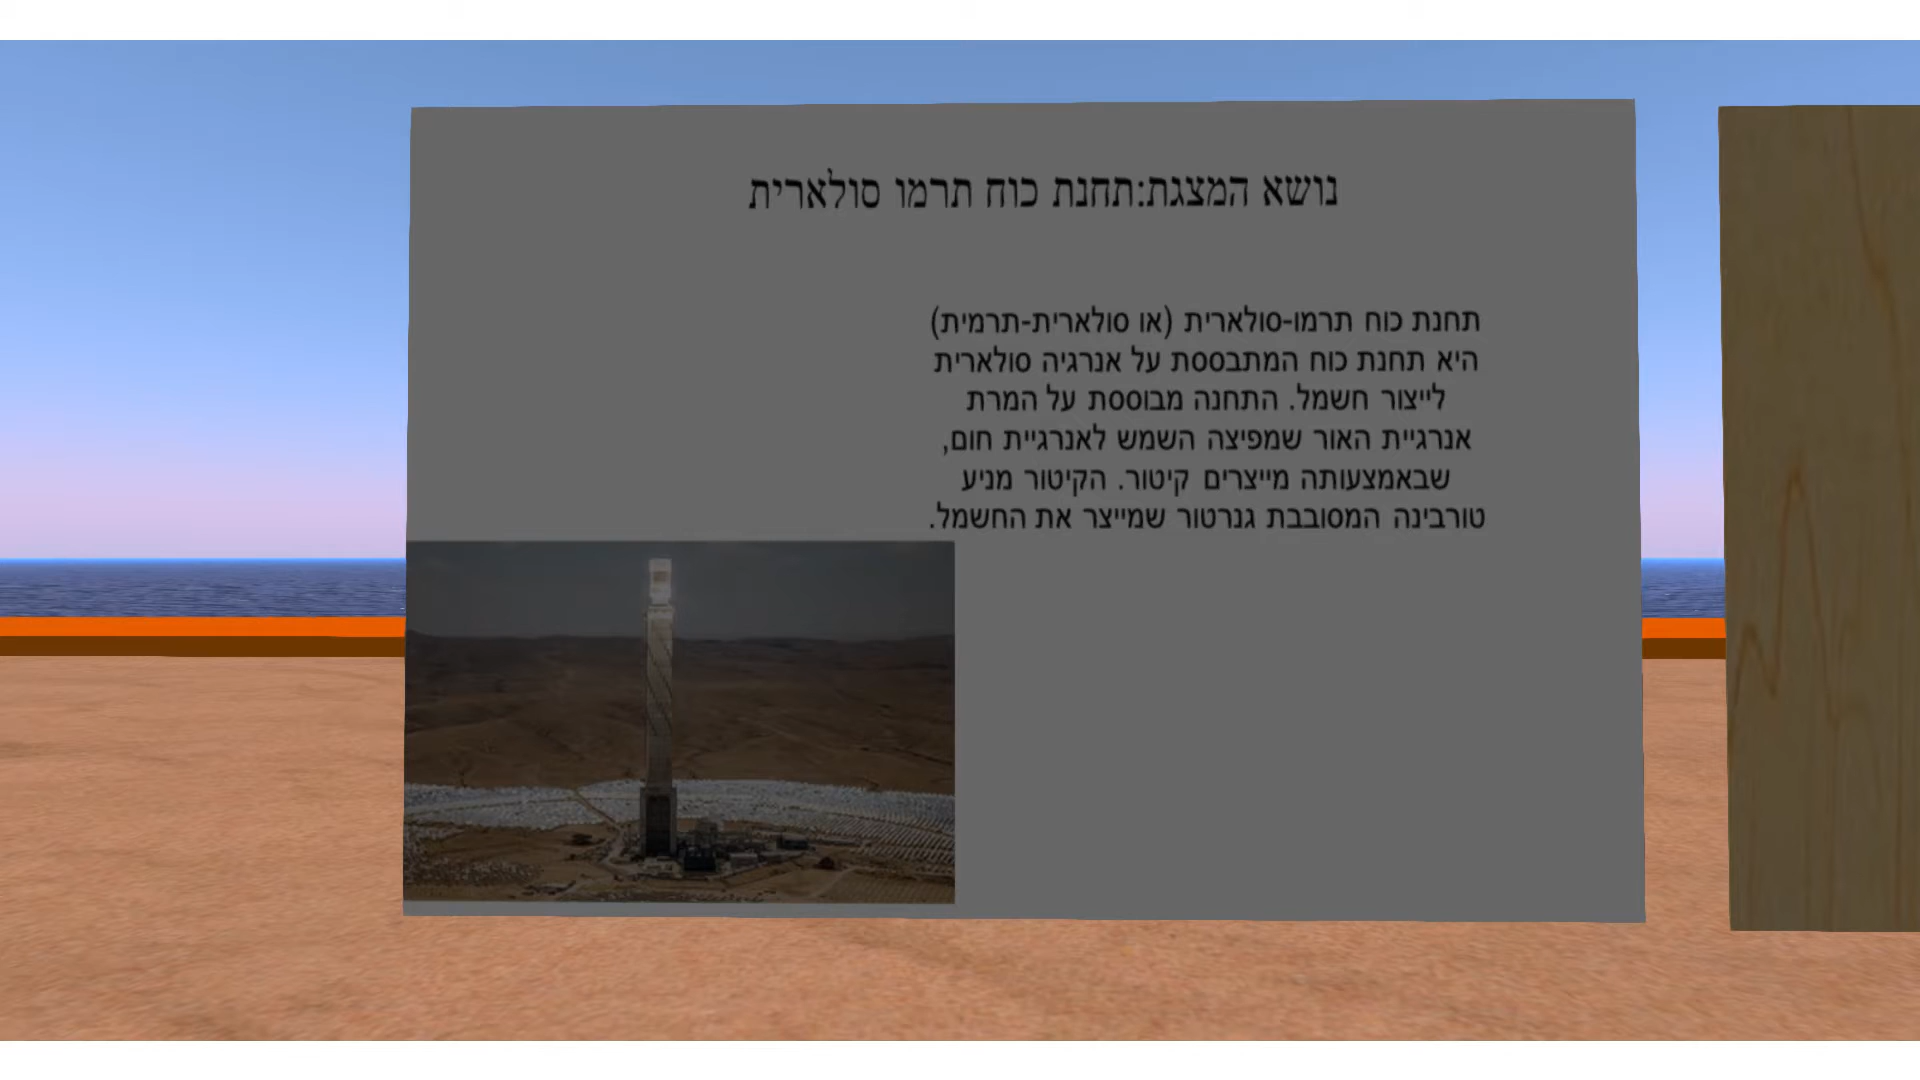 נושא המצגת:תחנת כוח תרמו סולארית
תחנת כוח תרמו-סולארית (או סולארית-תרמית)
היא תחנת כוח המתבססת על אנרגיה סולארית
לייצור חשמל. התחנה מבוססת על המרת
אנרגיית האור שמפיצה השמש לאנרגיית חום,
שבאמצעותה מייצרים קיטור. הקיטור מניע
טורבינה המסובבת גנרטור שמייצר את החשמל.